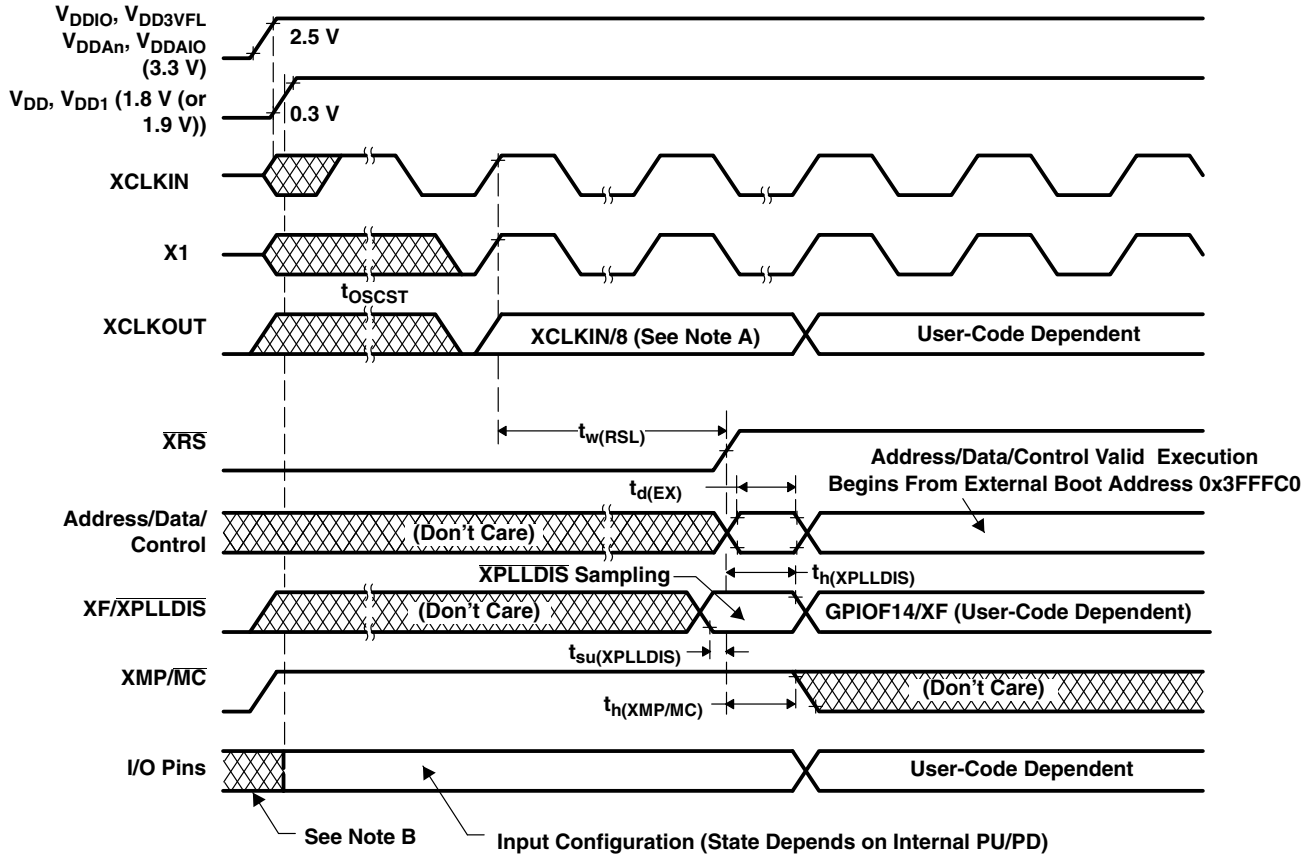 VDDIO, VDD3VFL
VDDAn, VDDAIO
(3.3 V)
2.5 V
VDD, VDD1 (1.8 V (or
1.9 V))
0.3 V
XCLKIN
X1
tOSCST
XCLKOUT
XCLKIN/8 (See Note A)
User-Code Dependent
XRS
tw(RSL)
Address/Data/Control Valid Execution
Begins From External Boot Address 0x3FFFC0
td(EX)
Address/Data/
Control
(Don't Care)
XPLLDIS Sampling
th(XPLLDIS)
XF/XPLLDIS
(Don't Care)
GPIOF14/XF (User-Code Dependent)
tsu(XPLLDIS)
XMP/MC
th(XMP/MC)
(Don't Care)
I/O Pins
User-Code Dependent
See Note B
Input Configuration (State Depends on Internal PU/PD)